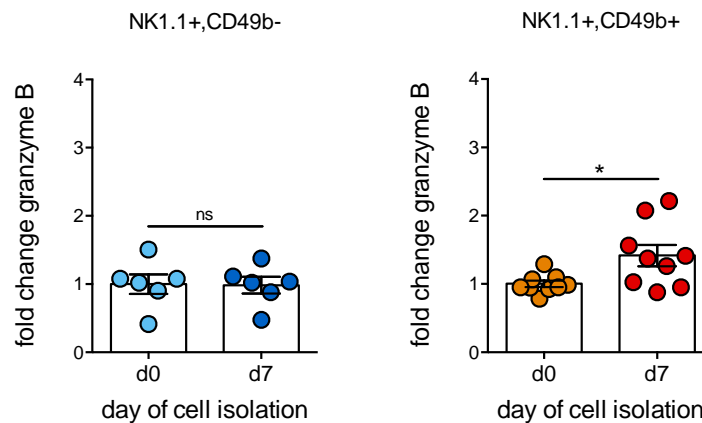 NK1.1+,CD49b-
fold change granzyme B
4
3
2
1
0
ns
d0 d7
day of cell isolation
NK1.1+,CD49b+
fold change granzyme B
4
3
2
1
0
*
d0 d7
day of cell isolation